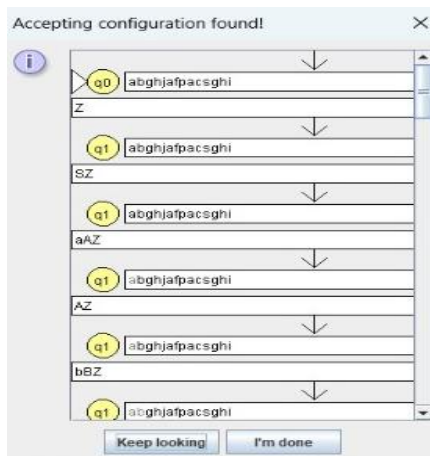 Accepting configuration found!
i
q0 abghjafpacsghi
Z
q1 abghjafpacsghi
SZ
q1 abghjafpacsghi
aAZ
q1 abghjafpacsghi
AZ
q1 abghjafpacsghi
bBZ
q1 abghjafpacsghi
Keep looking I'm done